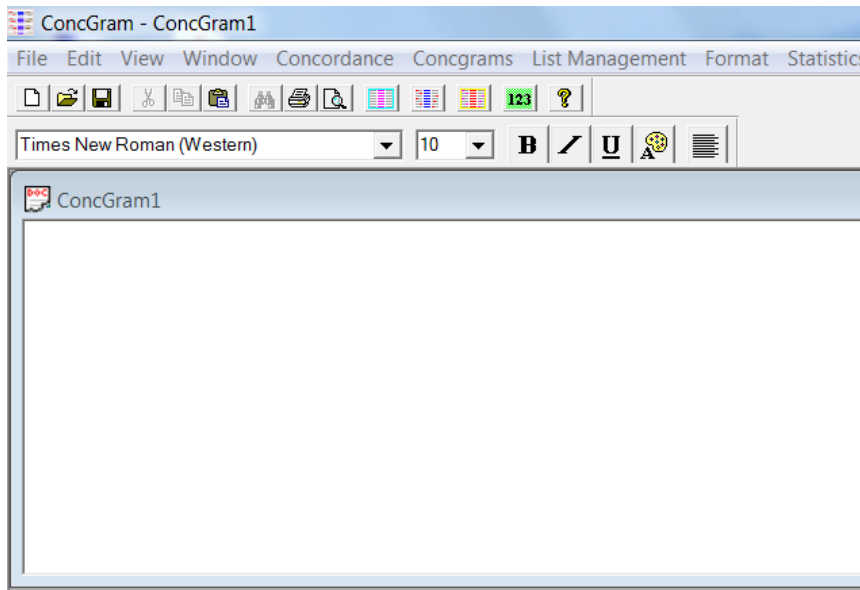 ConcGram - ConcGram1
File Edit View Window Concordance Concgrams List Management Format Statistics
123 ?
Times New Roman (Western) 10 B I U A
DOC ConcGram1